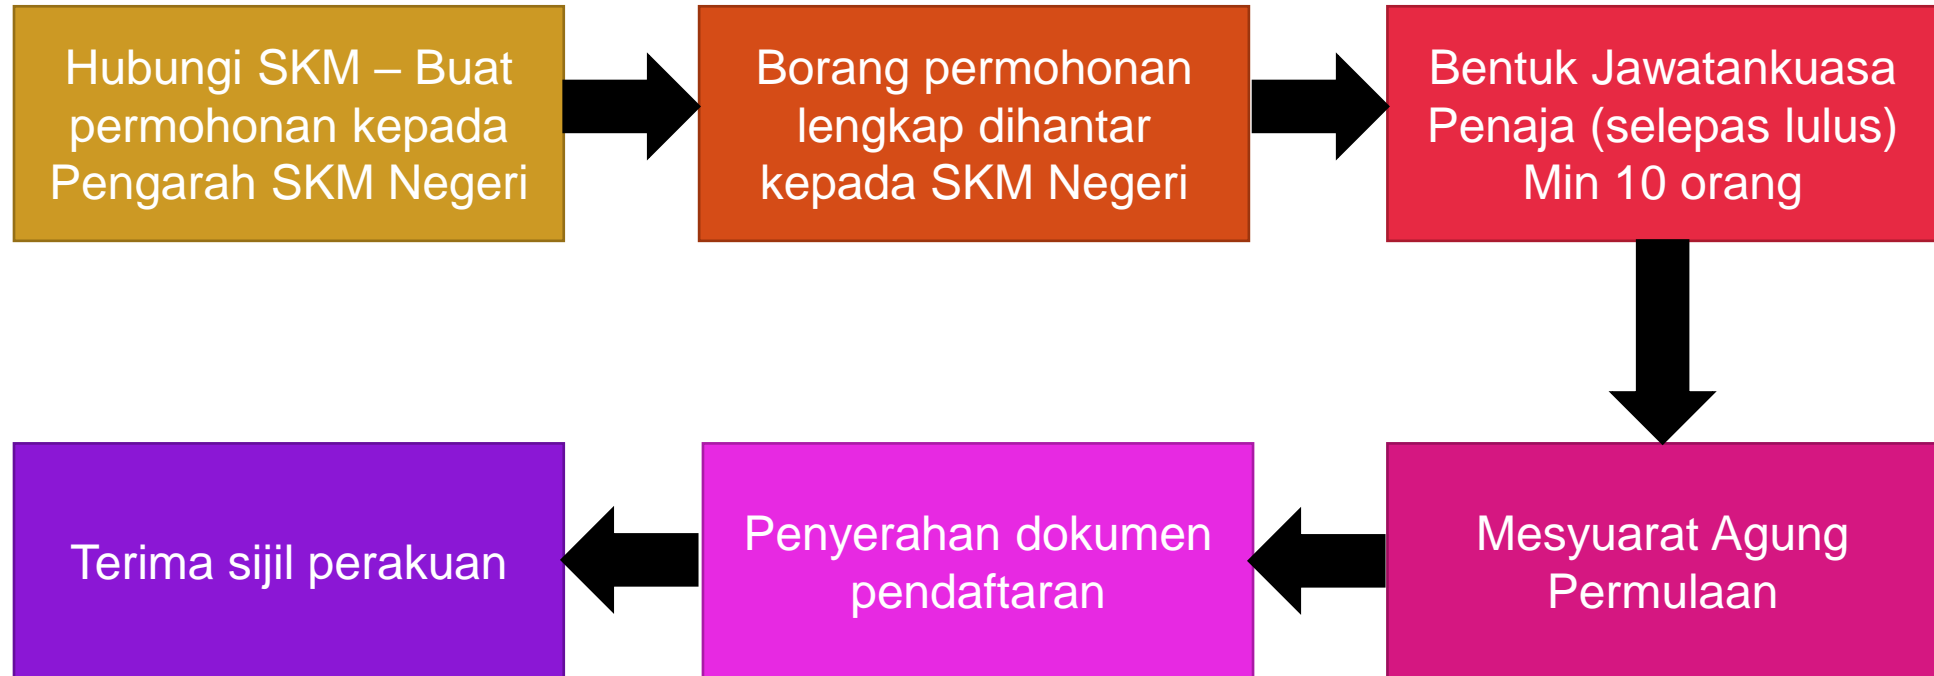 Hubungi SKM – Buat
permohonan kepada
Pengarah SKM Negeri
Borang permohonan
lengkap dihantar
kepada SKM Negeri
Bentuk Jawatankuasa
Penaja (selepas lulus)
Min 10 orang
Mesyuarat Agung
Permulaan
Penyerahan dokumen
pendaftaran
Terima sijil perakuan